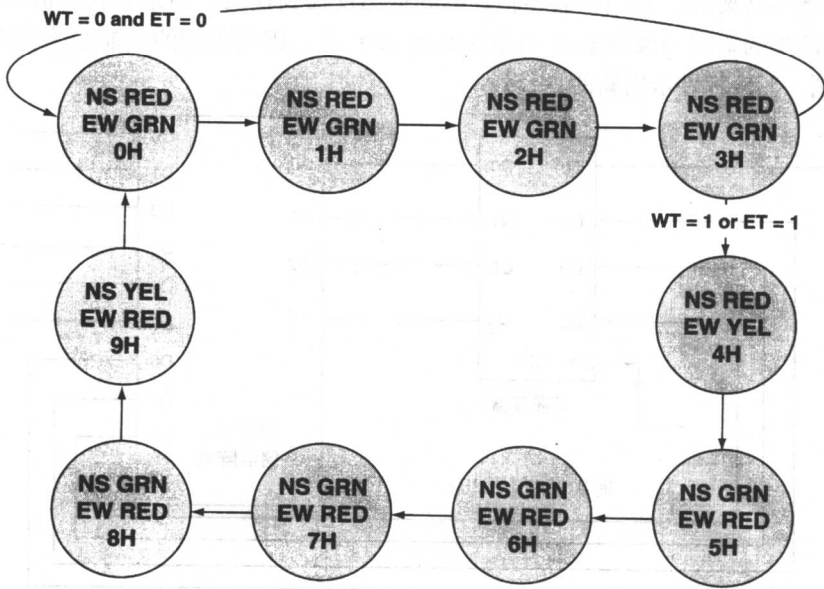 WT = 0 and ET = 0
NS RED
EW GRN
0H
NS RED
EW GRN
1H
NS RED
EW GRN
2H
NS RED
EW GRN
3H
WT = 1 or ET = 1
NS RED
EW YEL
4H
NS GRN
EW RED
5H
NS GRN
EW RED
6H
NS GRN
EW RED
7H
NS GRN
EW RED
8H
NS YEL
EW RED
9H